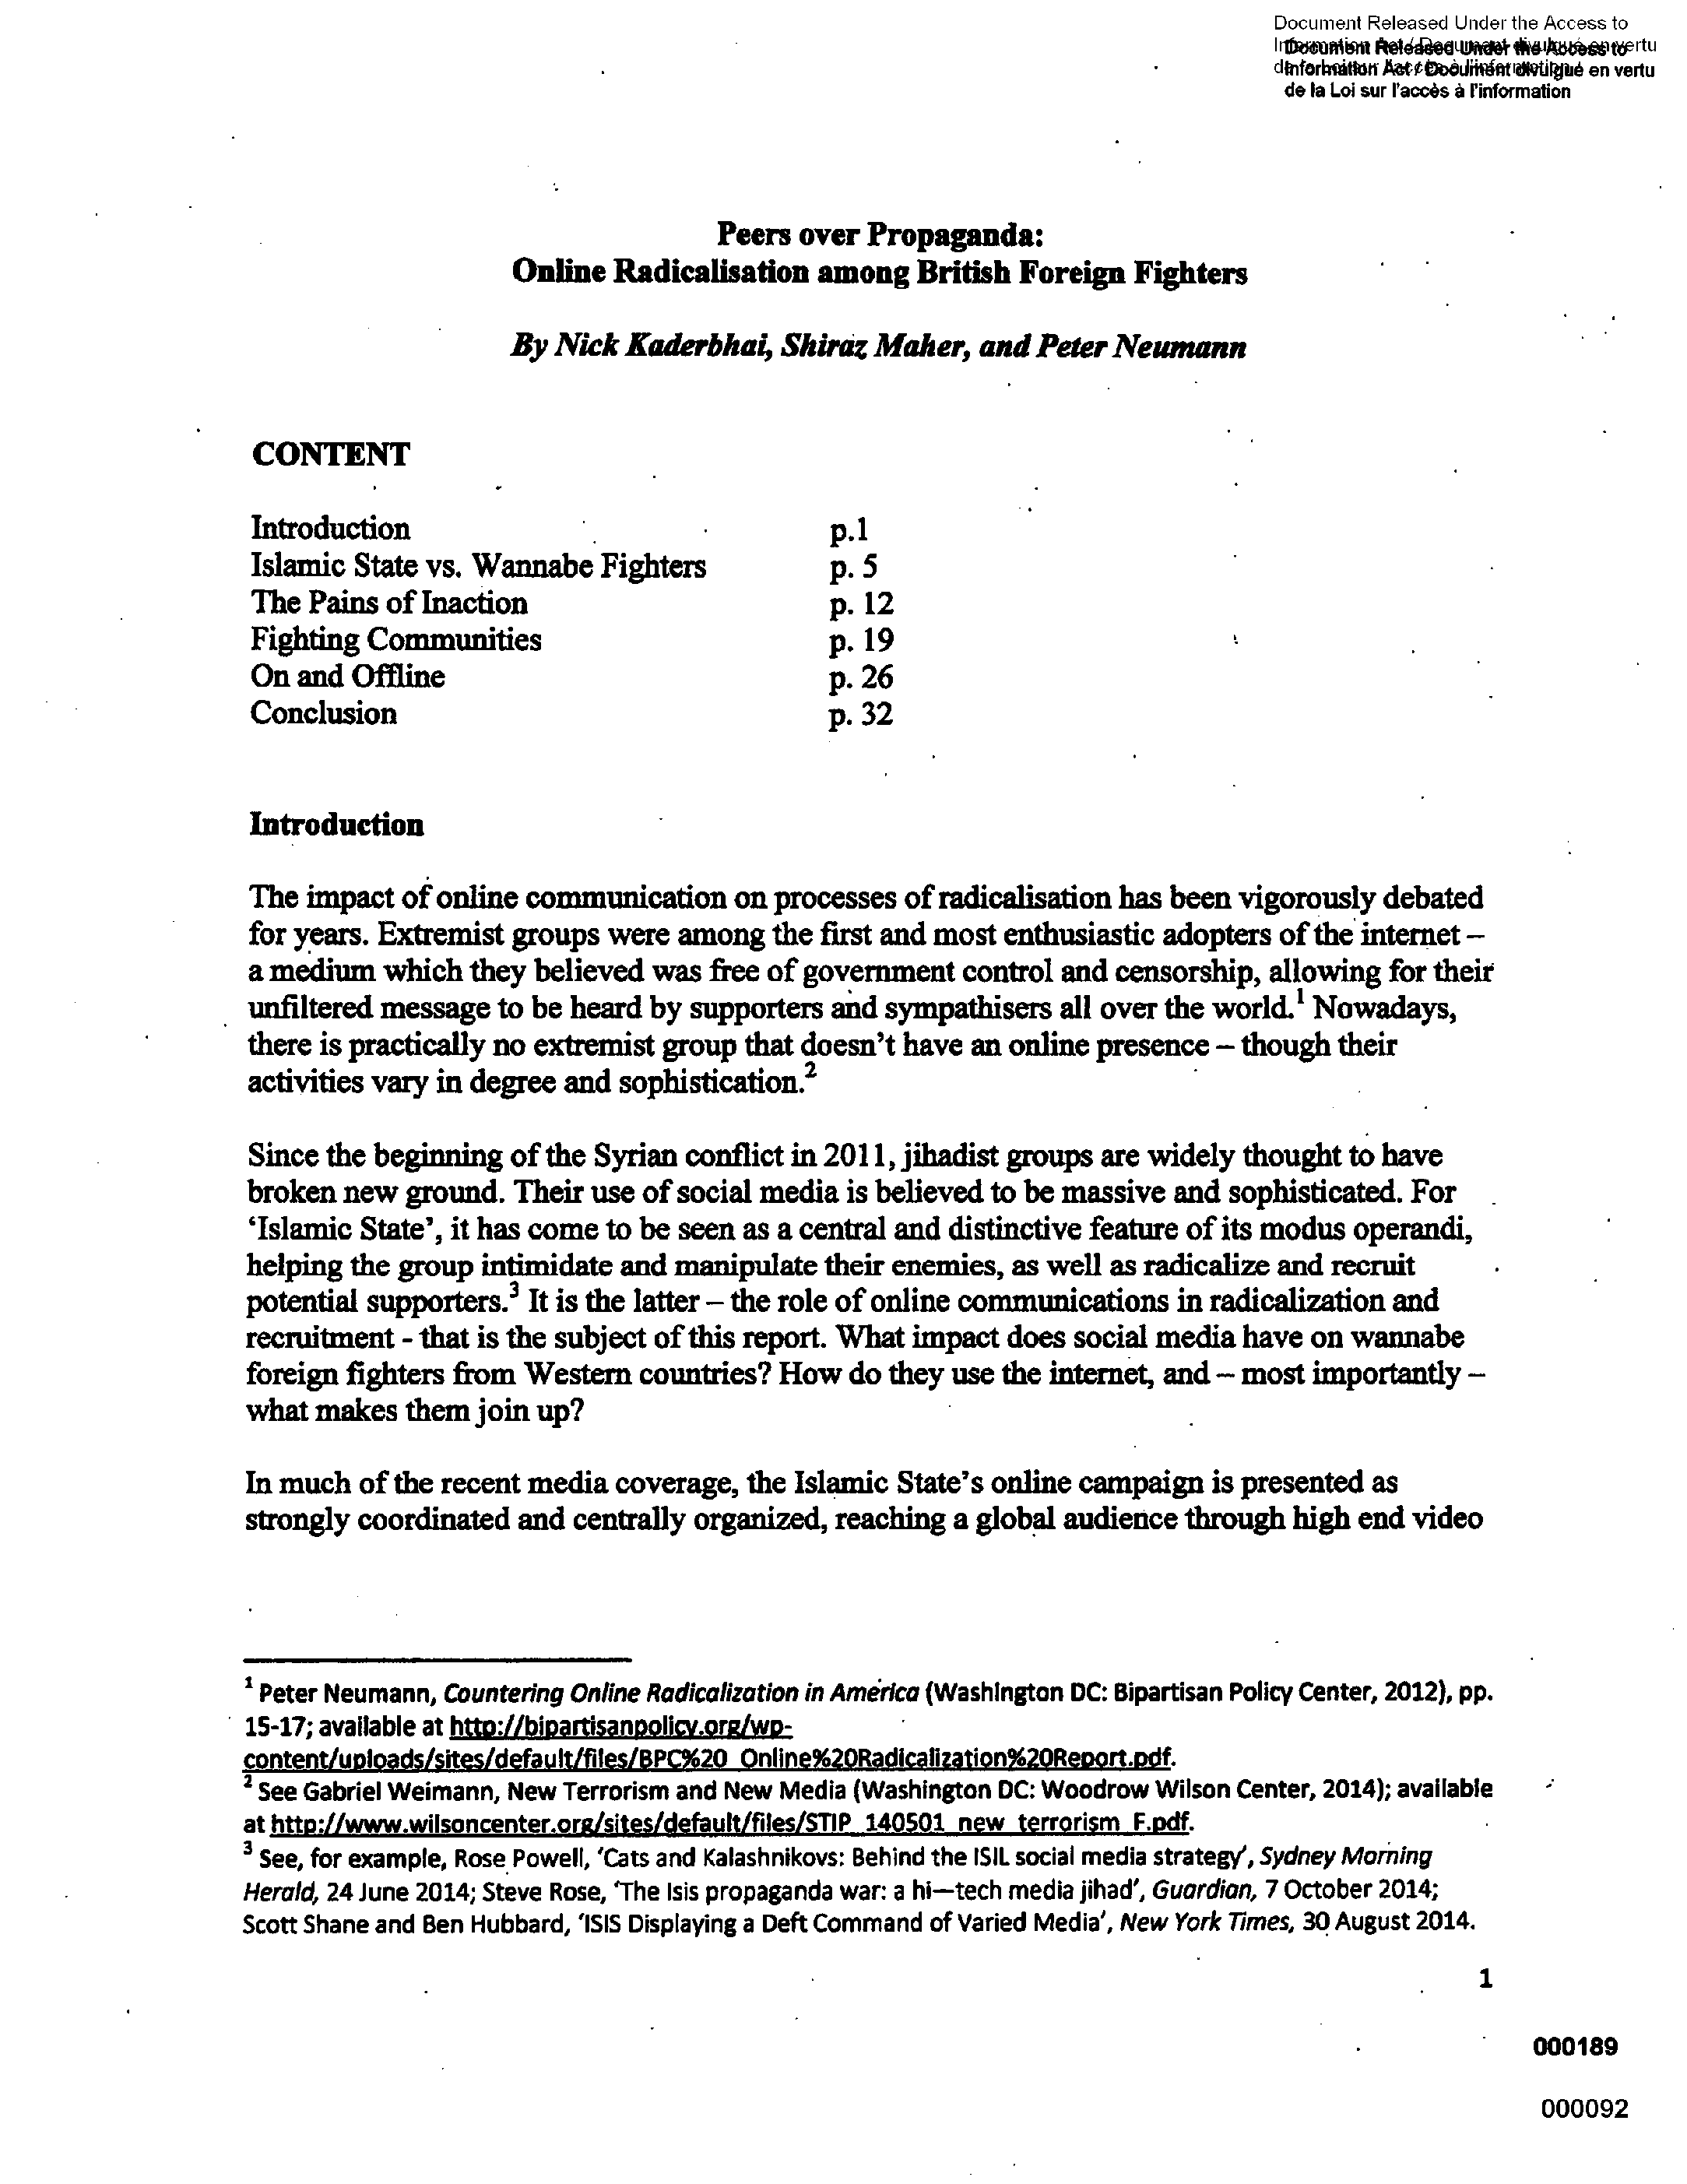 Document Released Under the Access to
Information Act / Document divulgué en vertu
de la Loi sur l'accès à l'information
Document Released Under the Access to
Information Act / Document divulgué en vertu
de la Loi sur l'accès à l'information
Peers over Propaganda:
Online Radicalisation among British Foreign Fighters
By Nick Kaderbhai, Shiraz Maher, and Peter Neumann
CONTENT
Introduction p.1
Islamic State vs. Wannabe Fighters p. 5
The Pains of Inaction p. 12
Fighting Communities p. 19
On and Offline p. 26
Conclusion p. 32
Introduction
The impact of online communication on processes of radicalisation has been vigorously debated
for years. Extremist groups were among the first and most enthusiastic adopters of the internet –
a medium which they believed was free of government control and censorship, allowing for their
unfiltered message to be heard by supporters and sympathisers all over the world.¹ Nowadays,
there is practically no extremist group that doesn't have an online presence – though their
activities vary in degree and sophistication.²
Since the beginning of the Syrian conflict in 2011, jihadist groups are widely thought to have
broken new ground. Their use of social media is believed to be massive and sophisticated. For
‘Islamic State’, it has come to be seen as a central and distinctive feature of its modus operandi,
helping the group intimidate and manipulate their enemies, as well as radicalize and recruit
potential supporters.³ It is the latter – the role of online communications in radicalization and
recruitment - that is the subject of this report. What impact does social media have on wannabe
foreign fighters from Western countries? How do they use the internet, and – most importantly –
what makes them join up?
In much of the recent media coverage, the Islamic State's online campaign is presented as
strongly coordinated and centrally organized, reaching a global audience through high end video
¹ Peter Neumann, Countering Online Radicalization in America (Washington DC: Bipartisan Policy Center, 2012), pp.
15-17; available at http://bipartisanpolicy.org/wp-
content/uploads/sites/default/files/BPC%20_Online%20Radicalization%20Report.pdf.
² See Gabriel Weimann, New Terrorism and New Media (Washington DC: Woodrow Wilson Center, 2014); available
at http://www.wilsoncenter.org/sites/default/files/STIP_140501_new_terrorism_F.pdf.
³ See, for example, Rose Powell, ‘Cats and Kalashnikovs: Behind the ISIL social media strategy’, Sydney Morning
Herald, 24 June 2014; Steve Rose, ‘The Isis propaganda war: a hi—tech media jihad’, Guardian, 7 October 2014;
Scott Shane and Ben Hubbard, ‘ISIS Displaying a Deft Command of Varied Media’, New York Times, 30 August 2014.
1
000189
000092